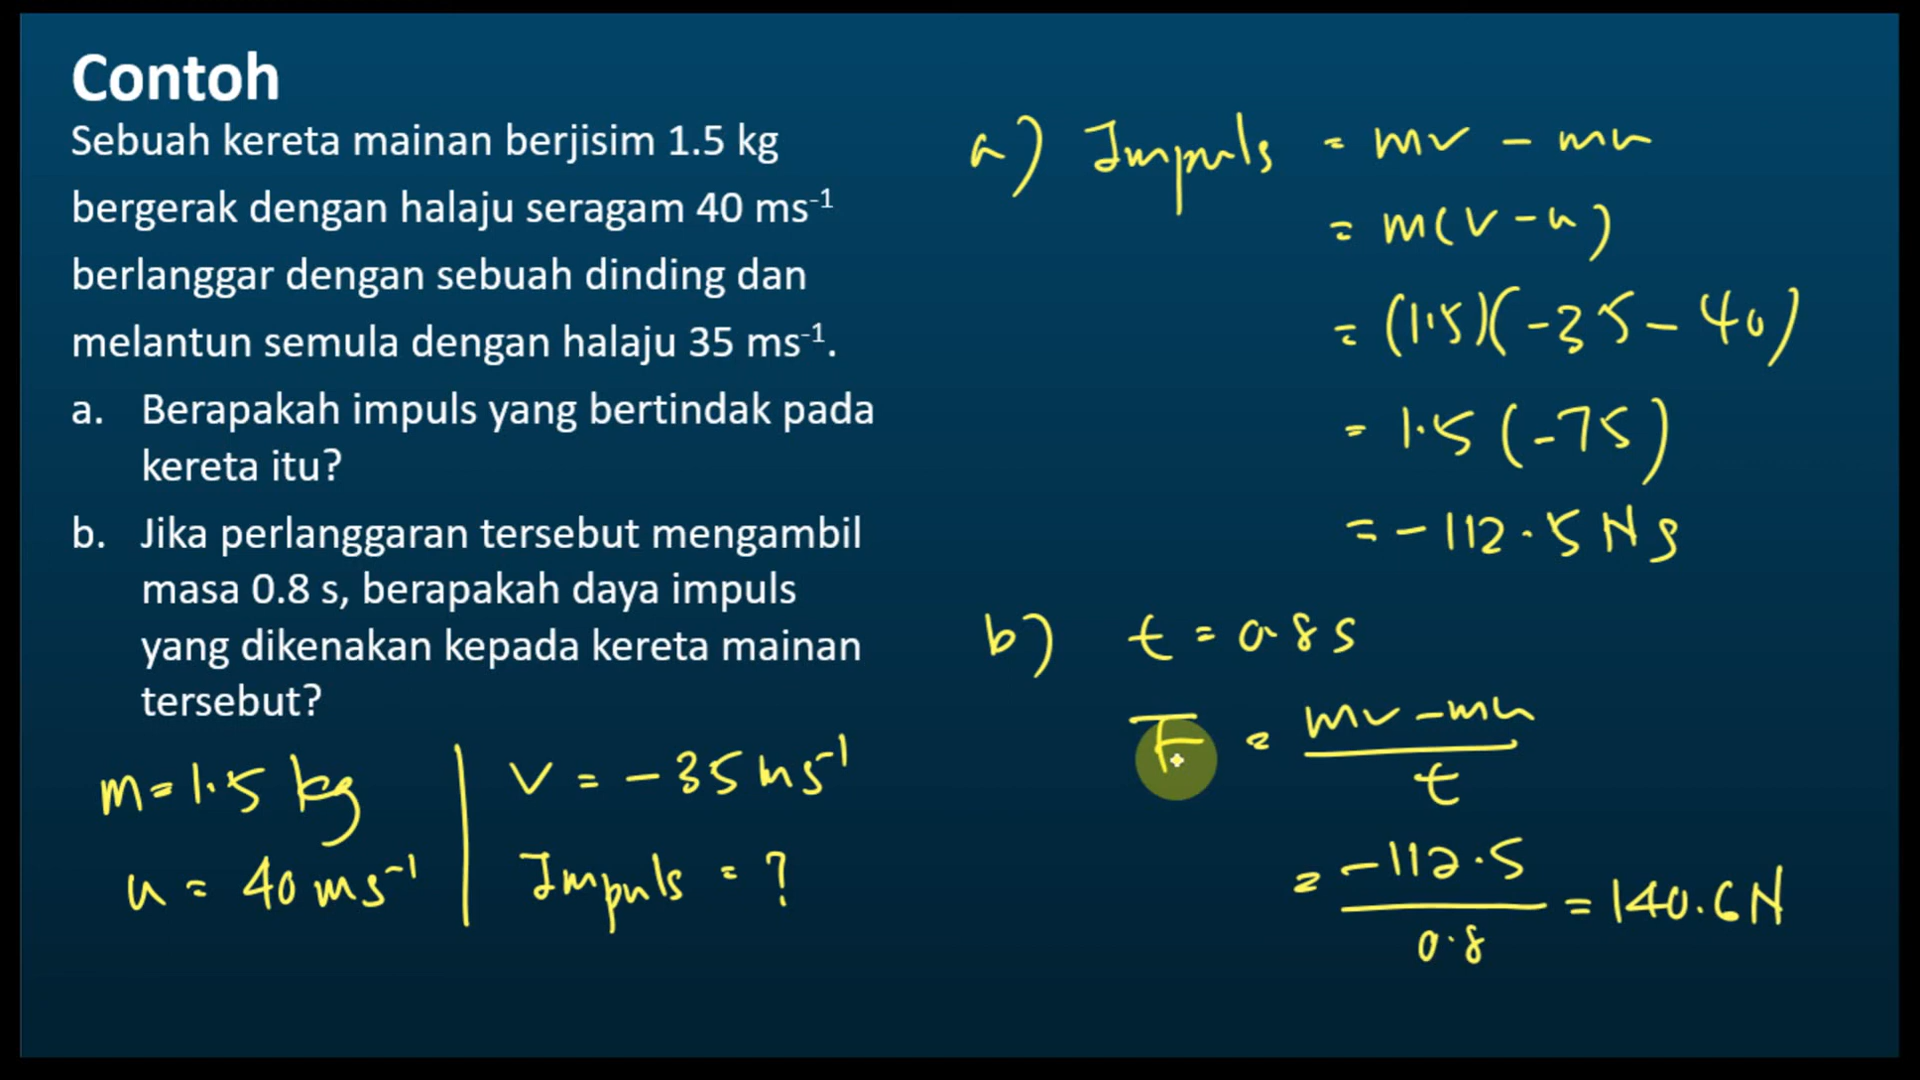 Contoh
Sebuah kereta mainan berjisim 1.5 kg
bergerak dengan halaju seragam 40 ms⁻¹
berlanggar dengan sebuah dinding dan
melantun semula dengan halaju 35 ms⁻¹.
a. Berapakah impuls yang bertindak pada
kereta itu?
b. Jika perlanggaran tersebut mengambil
masa 0.8 s, berapakah daya impuls
yang dikenakan kepada kereta mainan
tersebut?
m = 1.5 kg
u = 40 ms⁻¹
v = -35 ms⁻¹
Impuls = ?
a) Impuls = mv - mu
= m(v - u)
= (1.5)(-35 - 40)
= 1.5 (-75)
= -112.5 Ns
b) t = 0.8 s
F = mv - mu / t
= -112.5 / 0.8 = 140.6 N